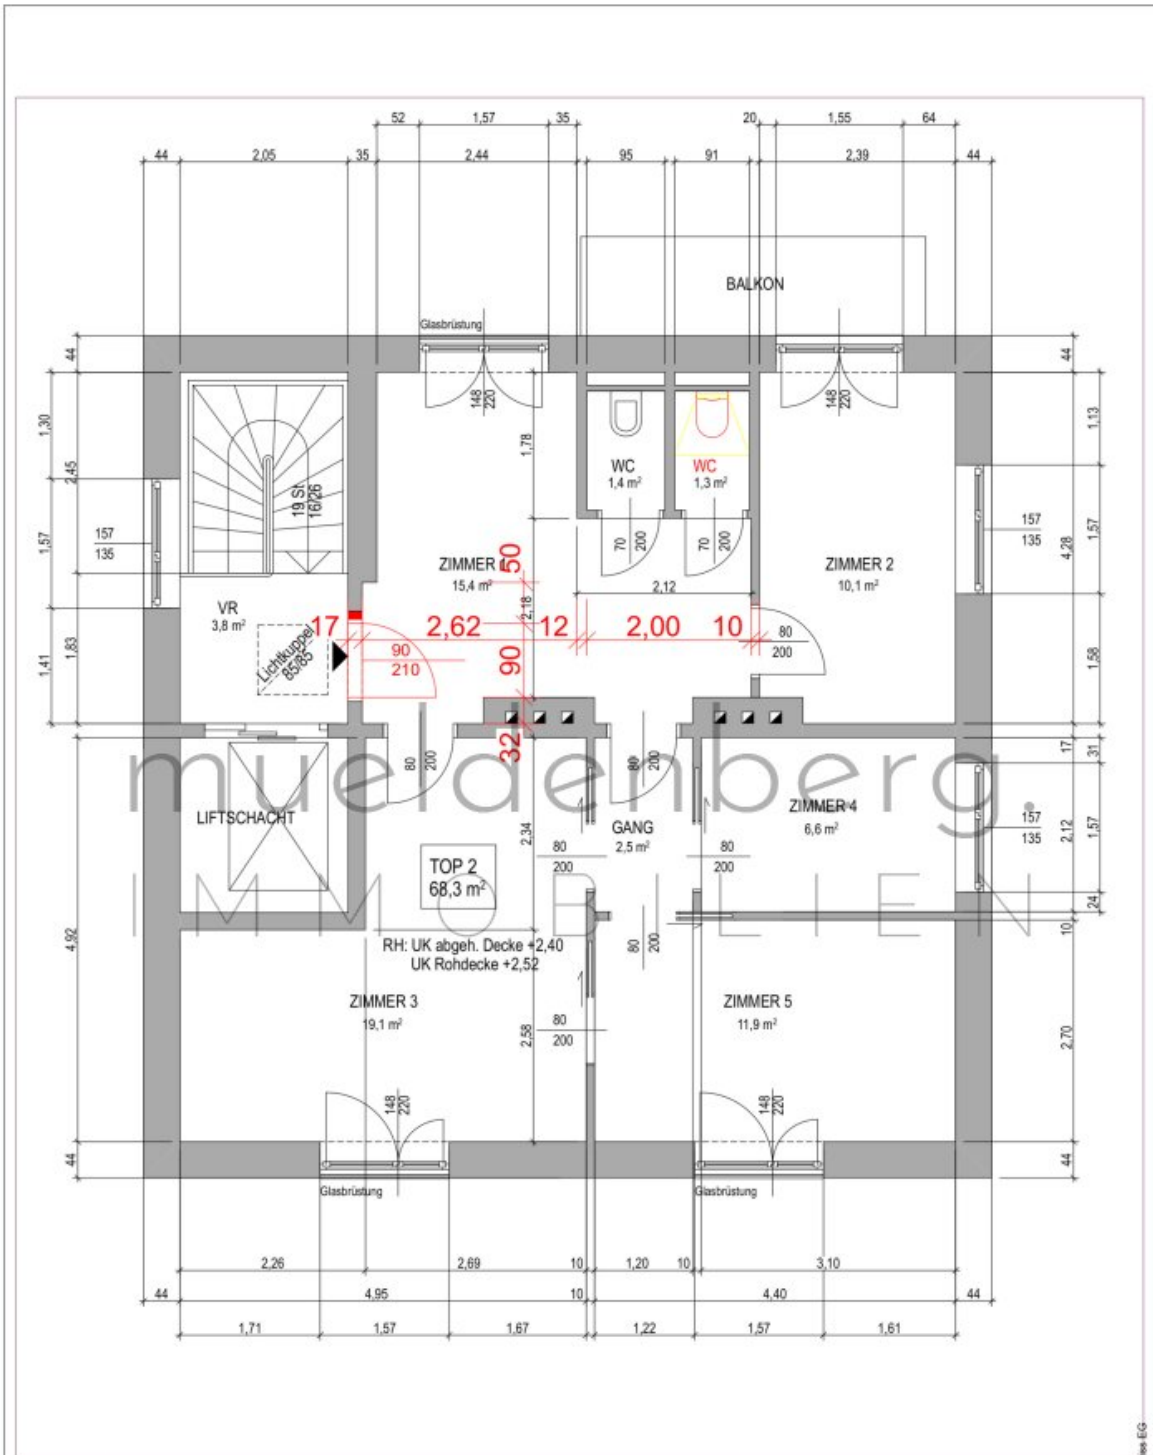 52 1,57 35 20 1,55 64
44 2,05 35 2,44 95 91 2,39 44
BALKON
Glasbrüstung
44
44
148
220
148
220
1,30
2,45
1,78
1,13
WC
1,4 m²
WC
1,3 m²
19 St
16/26
157
135
1,57
70
200
70
200
157
135
4,28
1,57
ZIMMER 1
15,4 m²
50
ZIMMER 2
10,1 m²
2,18
2,12
VR
3,8 m²
17 2,62 12 2,00 10
80
200
Lichtkuppel
85/85
90
210
90
1,41
1,83
1,58
32
80
200
80
200
17
31
mueldenberg.
IMMOBILIEN
LIFTSCHACHT
ZIMMER 4
6,6 m²
GANG
2,5 m²
157
135
2,12
1,57
2,34
80
200
80
200
TOP 2
68,3 m²
24
10
4,92
80
200
RH: UK abgeh. Decke +2,40
UK Rohdecke +2,52
ZIMMER 3
19,1 m²
ZIMMER 5
11,9 m²
80
200
2,58
2,70
148
220
148
220
44
44
Glasbrüstung
Glasbrüstung
2,26 2,69 10 1,20 10 3,10
44 4,95 10 4,40 44
1,71 1,57 1,67 1,22 1,57 1,61